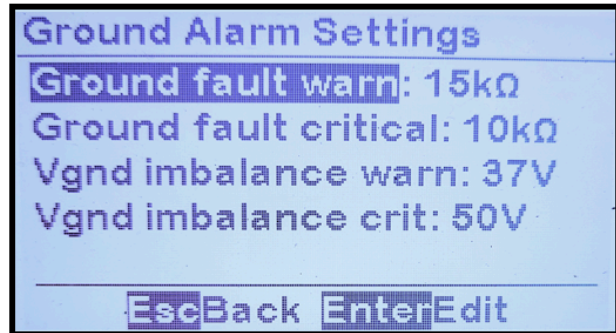 Ground Alarm Settings
Ground fault warn: 15kΩ
Ground fault critical: 10kΩ
Vgnd imbalance warn: 37V
Vgnd imbalance crit: 50V
EscBack EnterEdit